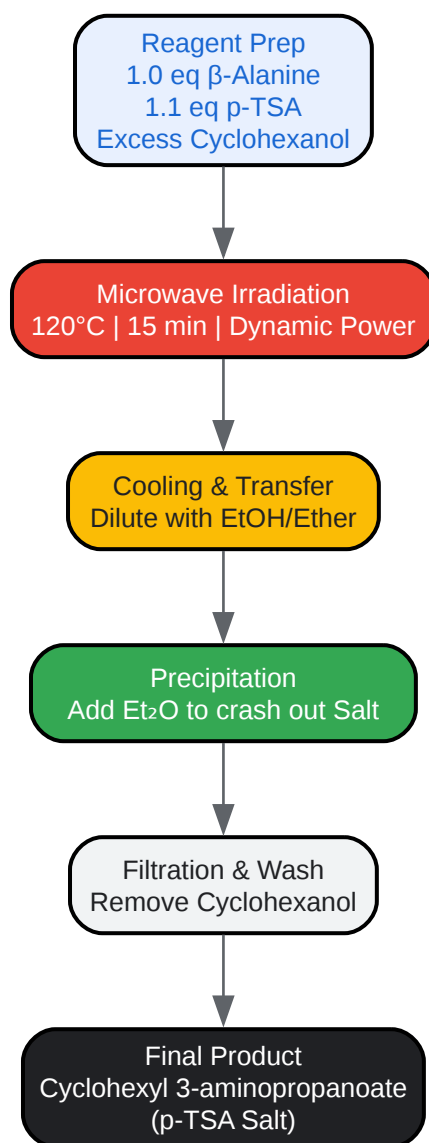 Reagent Prep
1.0 eq β-Alanine
1.1 eq p-TSA
Excess Cyclohexanol
Microwave Irradiation
120°C | 15 min | Dynamic Power
Cooling & Transfer
Dilute with EtOH/Ether
Precipitation
Add Et₂O to crash out Salt
Filtration & Wash
Remove Cyclohexanol
Final Product
Cyclohexyl 3-aminopropanoate
(p-TSA Salt)